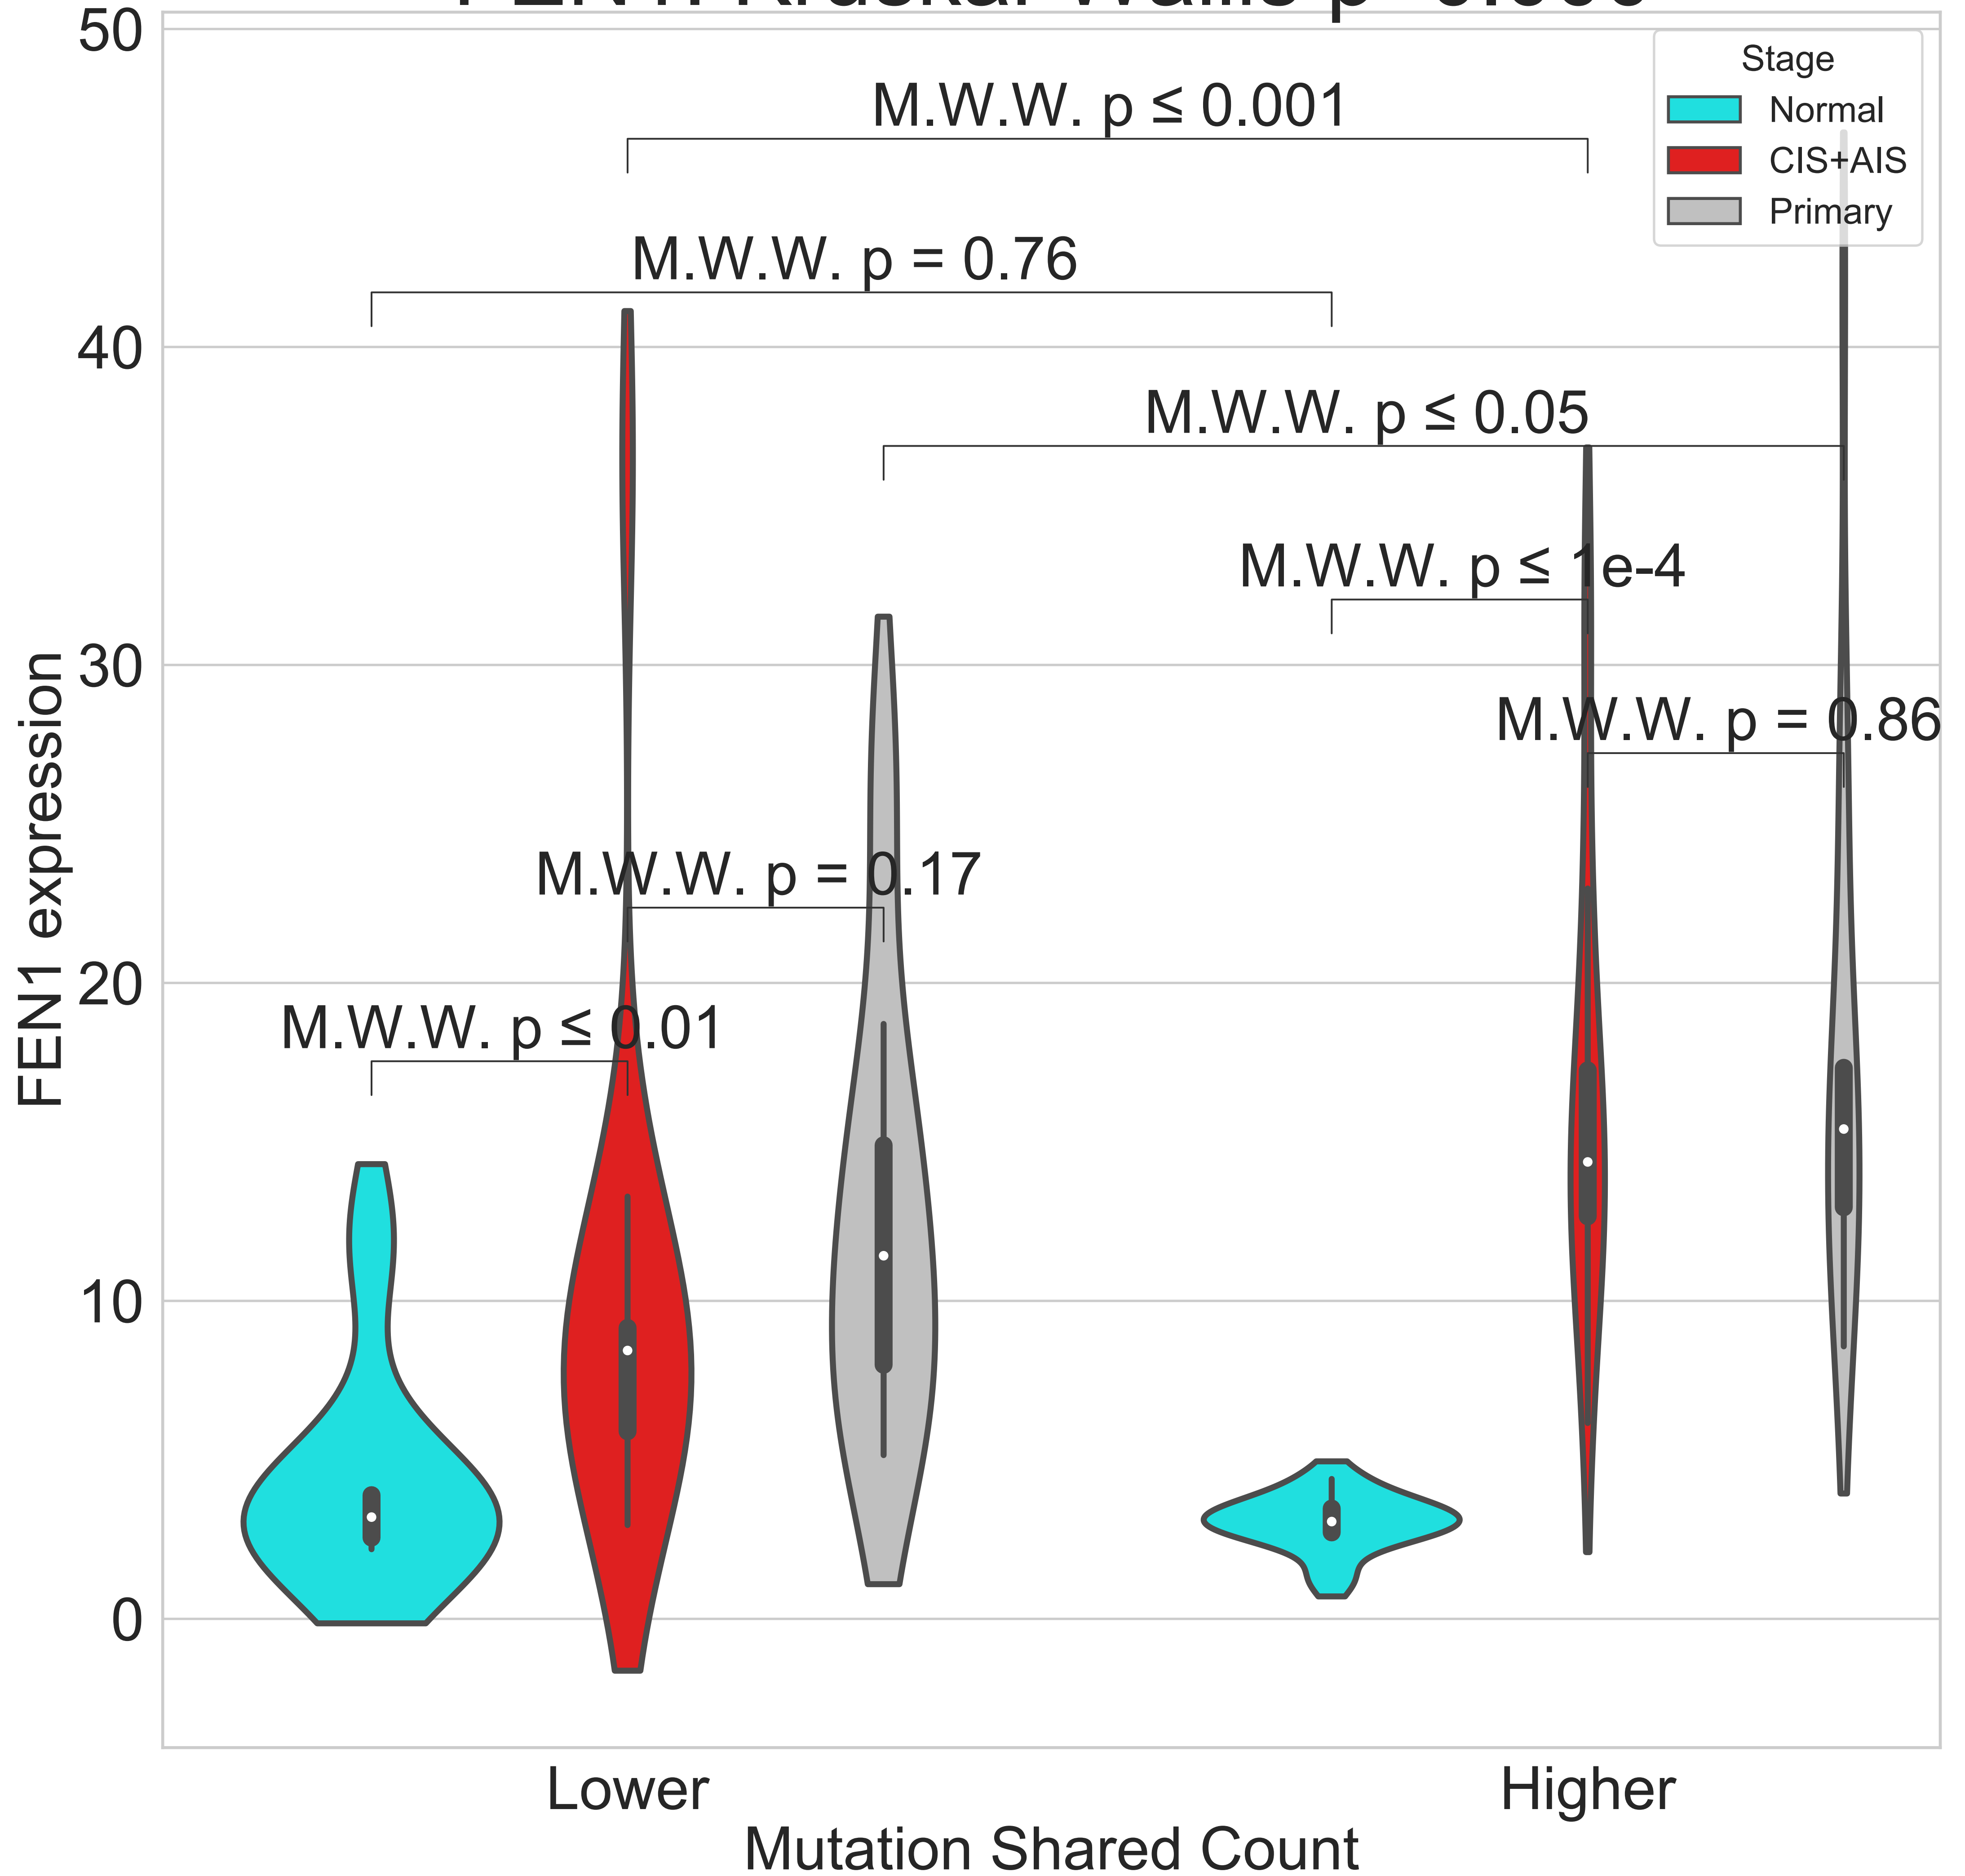 50
Stage
Normal
CIS+AIS
Primary
M.W.W. p ≤ 0.001
M.W.W. p = 0.76
40
M.W.W. p ≤ 0.05
M.W.W. p ≤ 1e-4
30
M.W.W. p = 0.86
M.W.W. p = 0.17
20
M.W.W. p ≤ 0.01
FEN1 expression
10
0
Lower
Higher
Mutation Shared Count